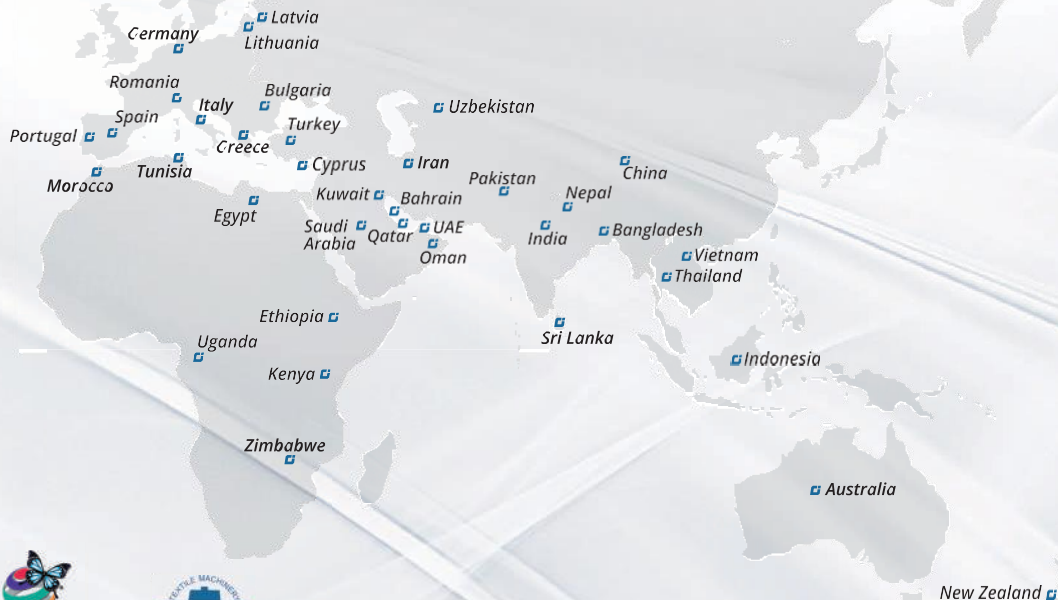 Latvia
Germany
Lithuania
Romania
Bulgaria
Italy
Uzbekistan
Spain
Turkey
Portugal
Greece
Cyprus
Iran
China
Tunisia
Pakistan
Morocco
Kuwait
Bahrain
Nepal
Egypt
Saudi
Arabia
Qatar
UAE
India
Bangladesh
Oman
Vietnam
Thailand
Ethiopia
Sri Lanka
Uganda
Indonesia
Kenya
Zimbabwe
Australia
TEXTILE MACHINERY
New Zealand